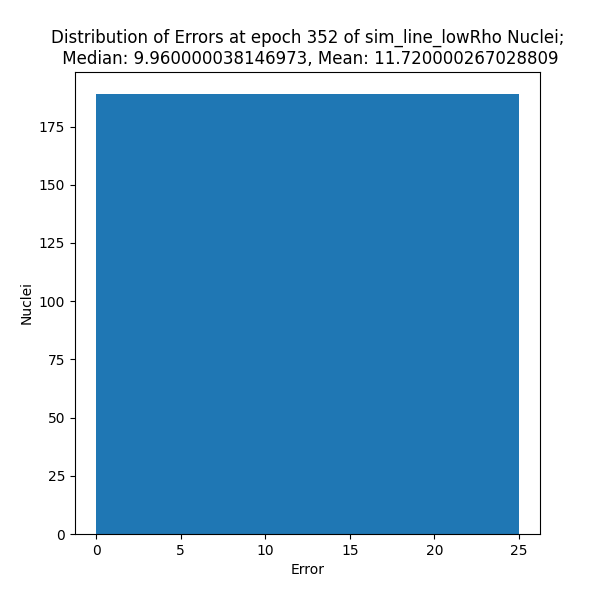 Distribution of Errors at epoch 352 of sim_line_lowRho Nuclei;
Median: 9.960000038146973, Mean: 11.720000267028809
175
150
125
100
75
50
25
0
Nuclei
0 5 10 15 20 25
Error